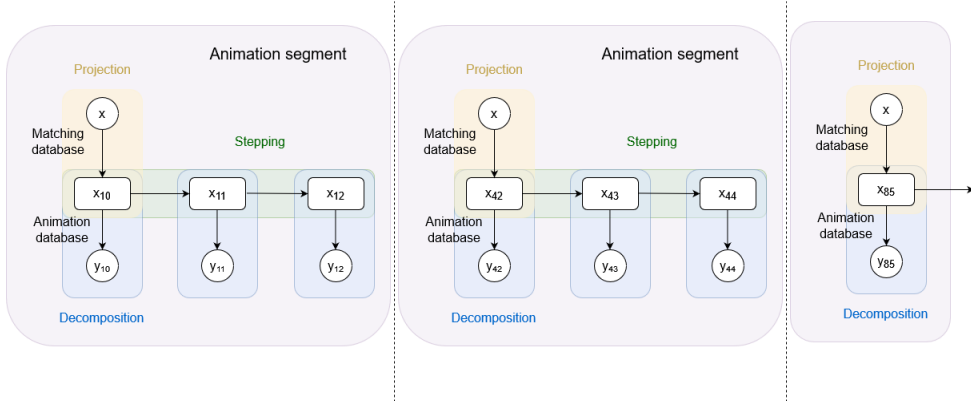 Animation segment
Projection
x
Matching
database
Stepping
x10
x11
x12
Animation
database
y10
y11
y12
Decomposition
Animation segment
Projection
x
Matching
database
Stepping
x42
x43
x44
Animation
database
y42
y43
y44
Decomposition
Projection
x
Matching
database
x85
Animation
database
y85
Decomposition